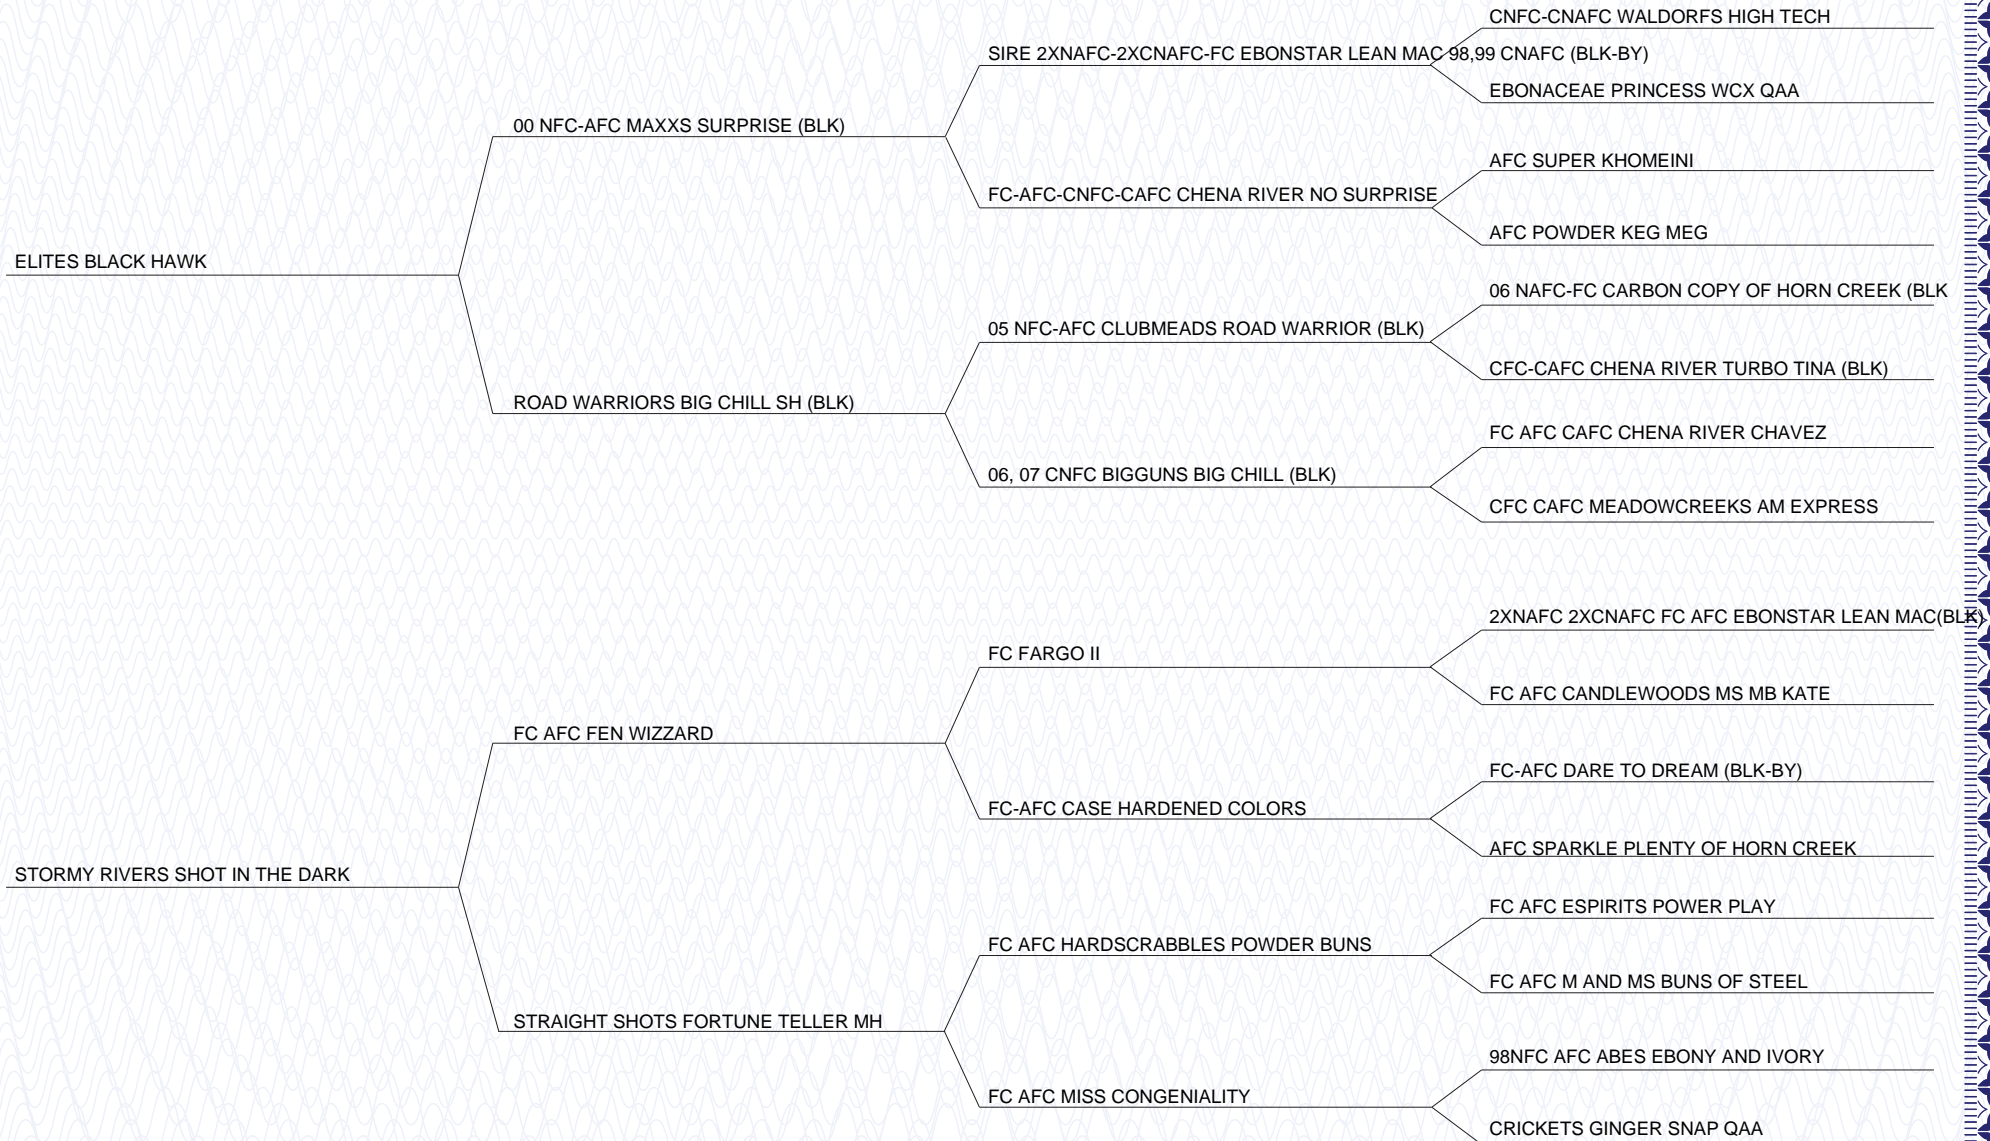 CNFC-CNAFC WALDORFS HIGH TECH
SIRE 2XNAFC-2XCNAFC-FC EBONSTAR LEAN MAC 98,99 CNAFC (BLK-BY)
EBONACEAE PRINCESS WCX QAA
00 NFC-AFC MAXXS SURPRISE (BLK)
AFC SUPER KHOMEINI
FC-AFC-CNFC-CAFC CHENA RIVER NO SURPRISE
AFC POWDER KEG MEG
ELITES BLACK HAWK
06 NAFC-FC CARBON COPY OF HORN CREEK (BLK
05 NFC-AFC CLUBMEADS ROAD WARRIOR (BLK)
CFC-CAFC CHENA RIVER TURBO TINA (BLK)
ROAD WARRIORS BIG CHILL SH (BLK)
FC AFC CAFC CHENA RIVER CHAVEZ
06, 07 CNFC BIGGUNS BIG CHILL (BLK)
CFC CAFC MEADOWCREEKS AM EXPRESS
2XNAFC 2XCNAFC FC AFC EBONSTAR LEAN MAC(BLK)
FC FARGO II
FC AFC CANDLEWOODS MS MB KATE
FC AFC FEN WIZZARD
FC-AFC DARE TO DREAM (BLK-BY)
FC-AFC CASE HARDENED COLORS
AFC SPARKLE PLENTY OF HORN CREEK
STORMY RIVERS SHOT IN THE DARK
FC AFC ESPIRITS POWER PLAY
FC AFC HARDSCRABBLES POWDER BUNS
FC AFC M AND MS BUNS OF STEEL
STRAIGHT SHOTS FORTUNE TELLER MH
98NFC AFC ABES EBONY AND IVORY
FC AFC MISS CONGENIALITY
CRICKETS GINGER SNAP QAA